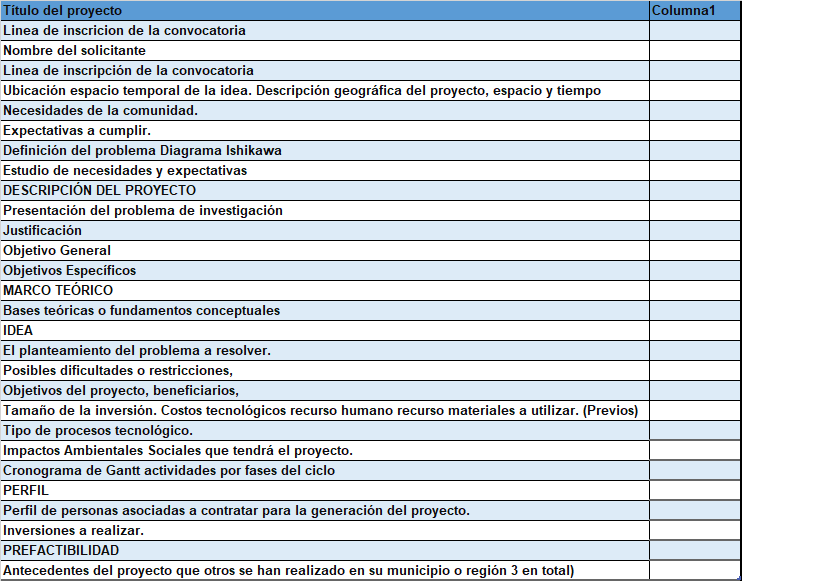 Título del proyecto Columna1
Linea de inscricion de la convocatoria
Nombre del solicitante
Linea de inscripción de la convocatoria
Ubicación espacio temporal de la idea. Descripción geográfica del proyecto, espacio y tiempo
Necesidades de la comunidad.
Expectativas a cumplir.
Definición del problema Diagrama Ishikawa
Estudio de necesidades y expectativas
DESCRIPCIÓN DEL PROYECTO
Presentación del problema de investigación
Justificación
Objetivo General
Objetivos Específicos
MARCO TEÓRICO
Bases teóricas o fundamentos conceptuales
IDEA
El planteamiento del problema a resolver.
Posibles dificultades o restricciones,
Objetivos del proyecto, beneficiarios,
Tamaño de la inversión. Costos tecnológicos recurso humano recurso materiales a utilizar. (Previos)
Tipo de procesos tecnológico.
Impactos Ambientales Sociales que tendrá el proyecto.
Cronograma de Gantt actividades por fases del ciclo
PERFIL
Perfil de personas asociadas a contratar para la generación del proyecto.
Inversiones a realizar.
PREFACTIBILIDAD
Antecedentes del proyecto que otros se han realizado en su municipio o región 3 en total)